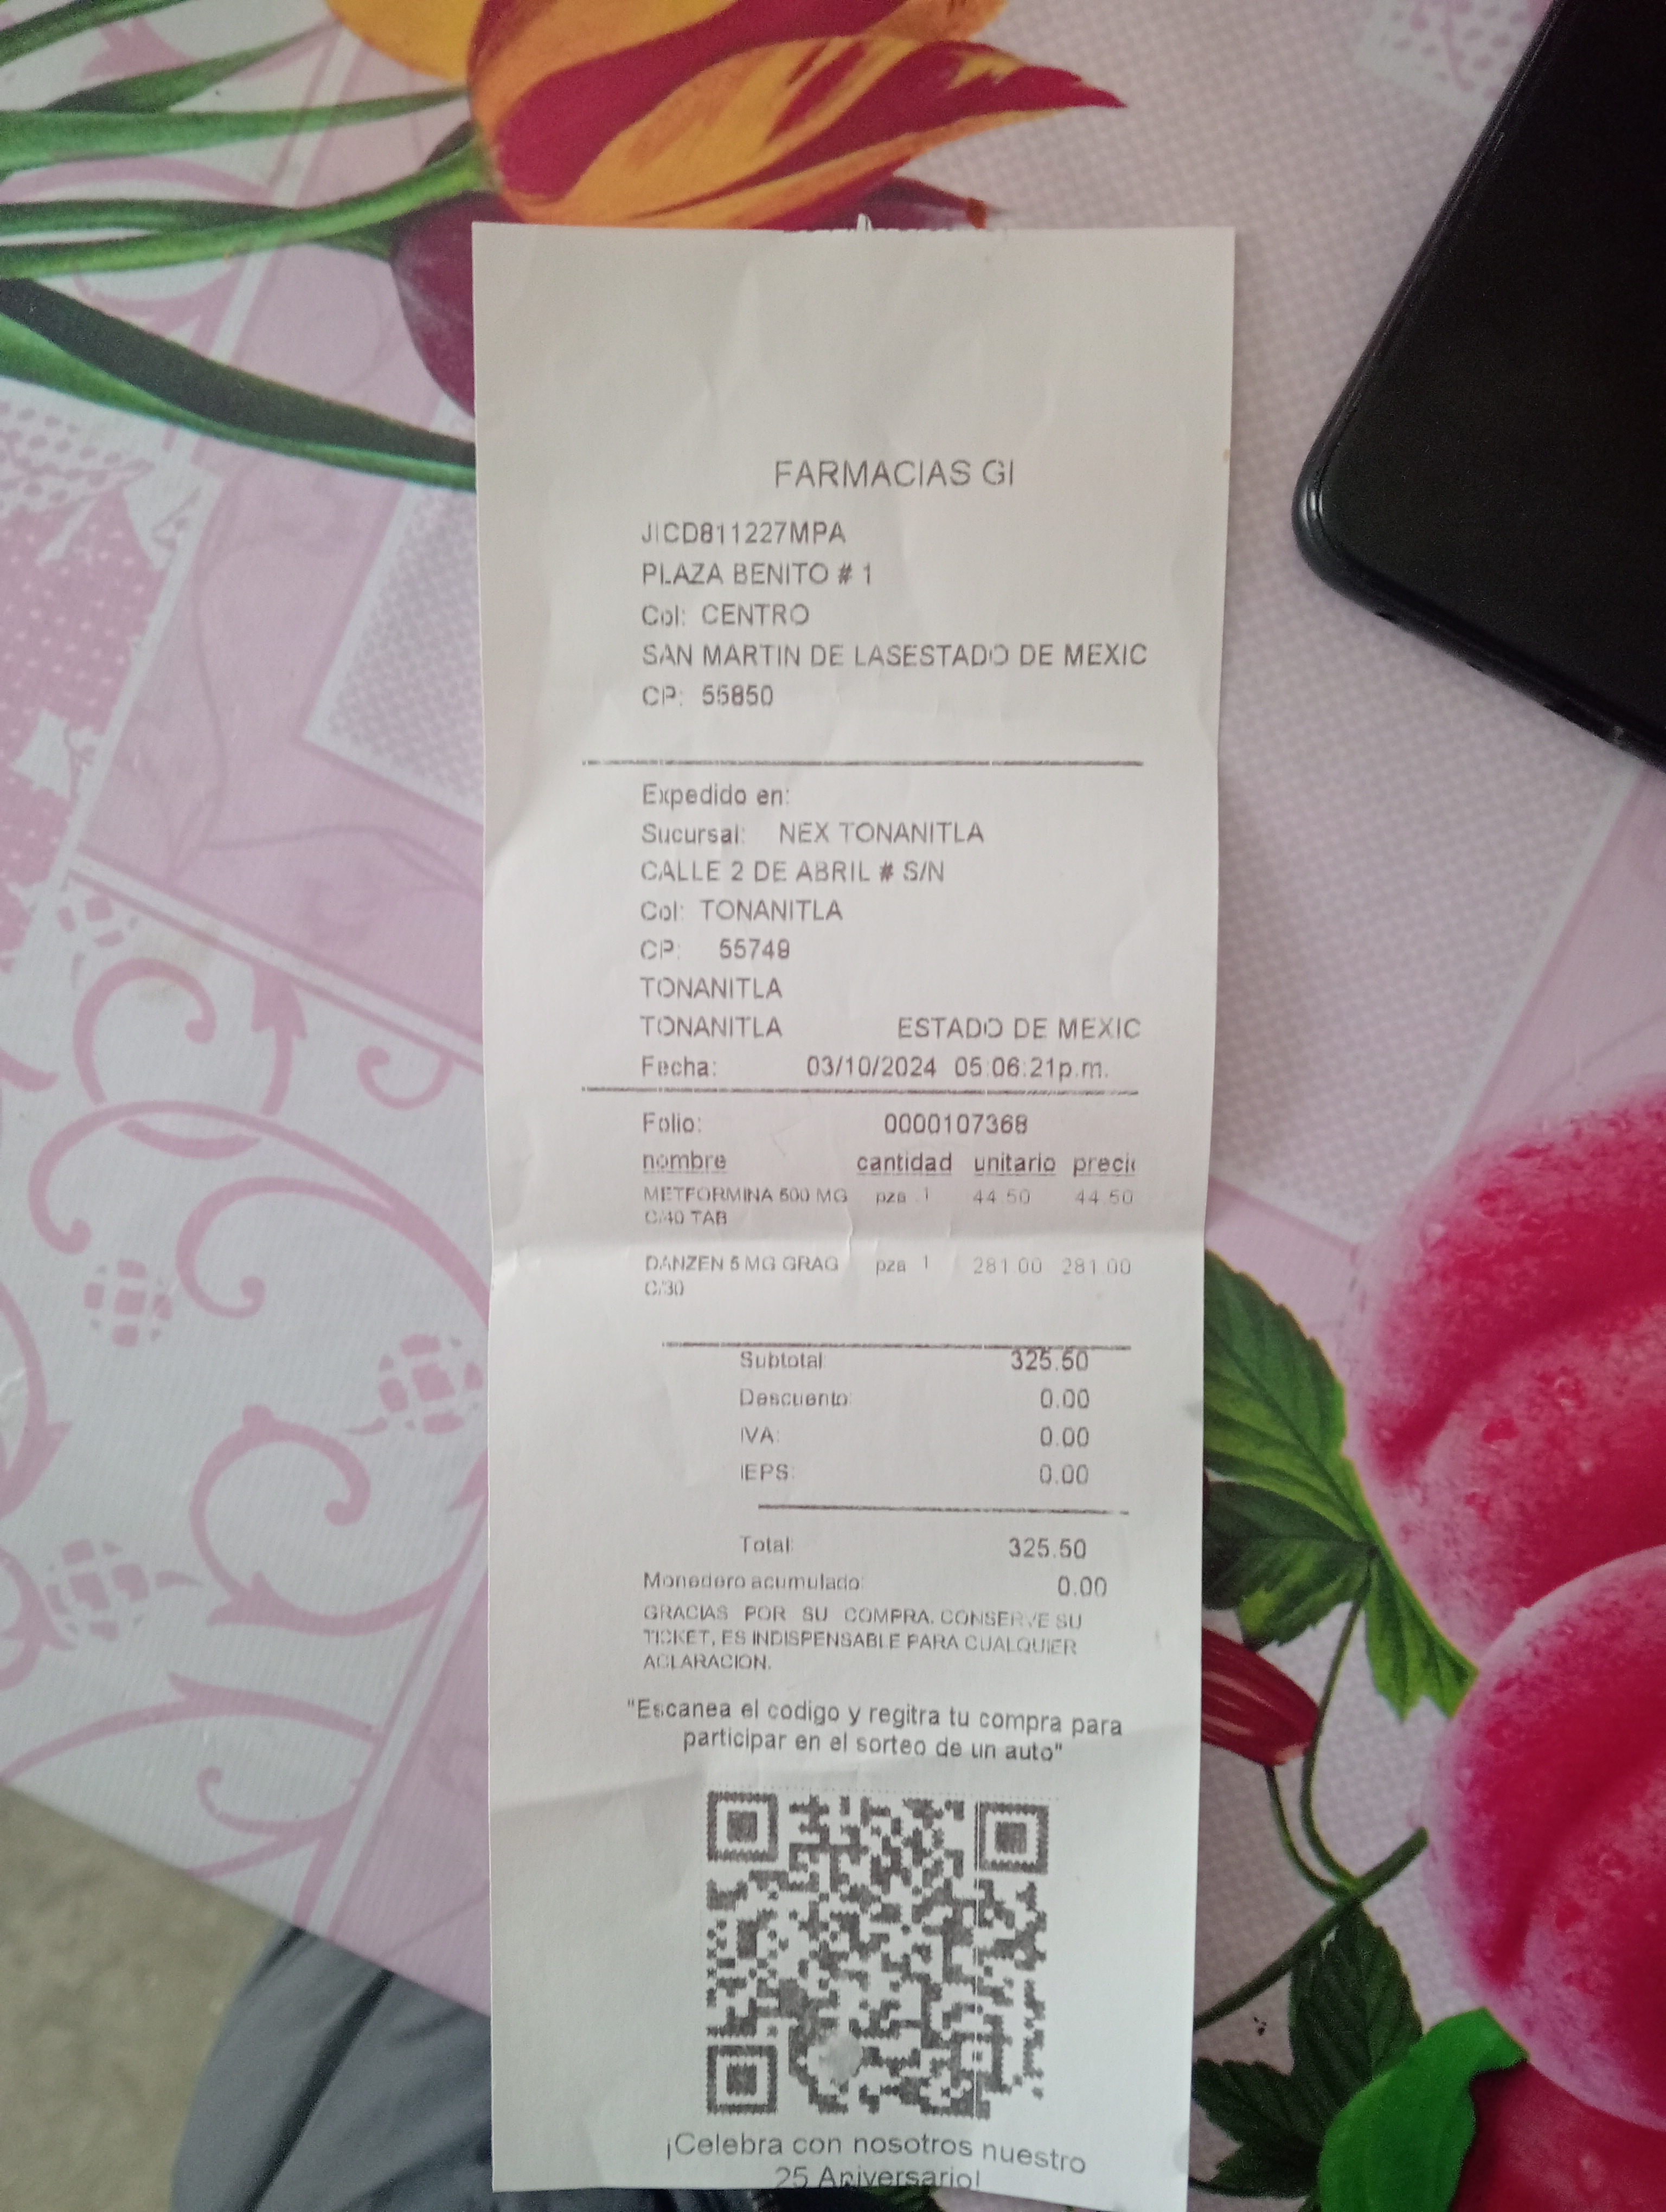 FARMACIAS GI
JICD811227MPA
PLAZA BENITO # 1
Col: CENTRO
SAN MARTIN DE LASESTADO DE MEXIC
CP: 55850
Expedido en:
Sucursal: NEX TONANITLA
CALLE 2 DE ABRIL # S/N
Col: TONANITLA
CP: 55749
TONANITLA
TONANITLA ESTADO DE MEXIC
Fecha: 03/10/2024 05:06:21p.m.
Folio: 0000107368
nombre cantidad unitario precio
METFORMINA 500 MG pza 1 44.50 44.50
C/40 TAB
DANZEN 5 MG GRAG pza 1 281.00 281.00
C/30
Subtotal: 325.50
Descuento: 0.00
IVA: 0.00
IEPS: 0.00
Total: 325.50
Monedero acumulado: 0.00
GRACIAS POR SU COMPRA. CONSERVE SU
TICKET, ES INDISPENSABLE PARA CUALQUIER
ACLARACION.
"Escanea el codigo y regitra tu compra para
participar en el sorteo de un auto"
¡Celebra con nosotros nuestro
25 Aniversario!